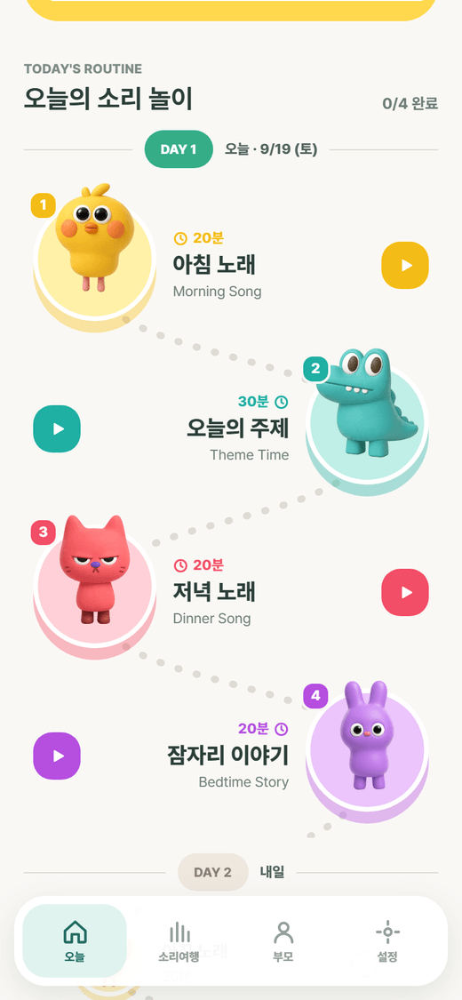 TODAY'S ROUTINE
오늘의 소리 놀이
0/4 완료
DAY 1
오늘 · 9/19 (토)
1
20분
아침 노래
Morning Song
2
30분
오늘의 주제
Theme Time
3
20분
저녁 노래
Dinner Song
4
20분
잠자리 이야기
Bedtime Story
DAY 2
내일
오늘
소리여행
부모
설정